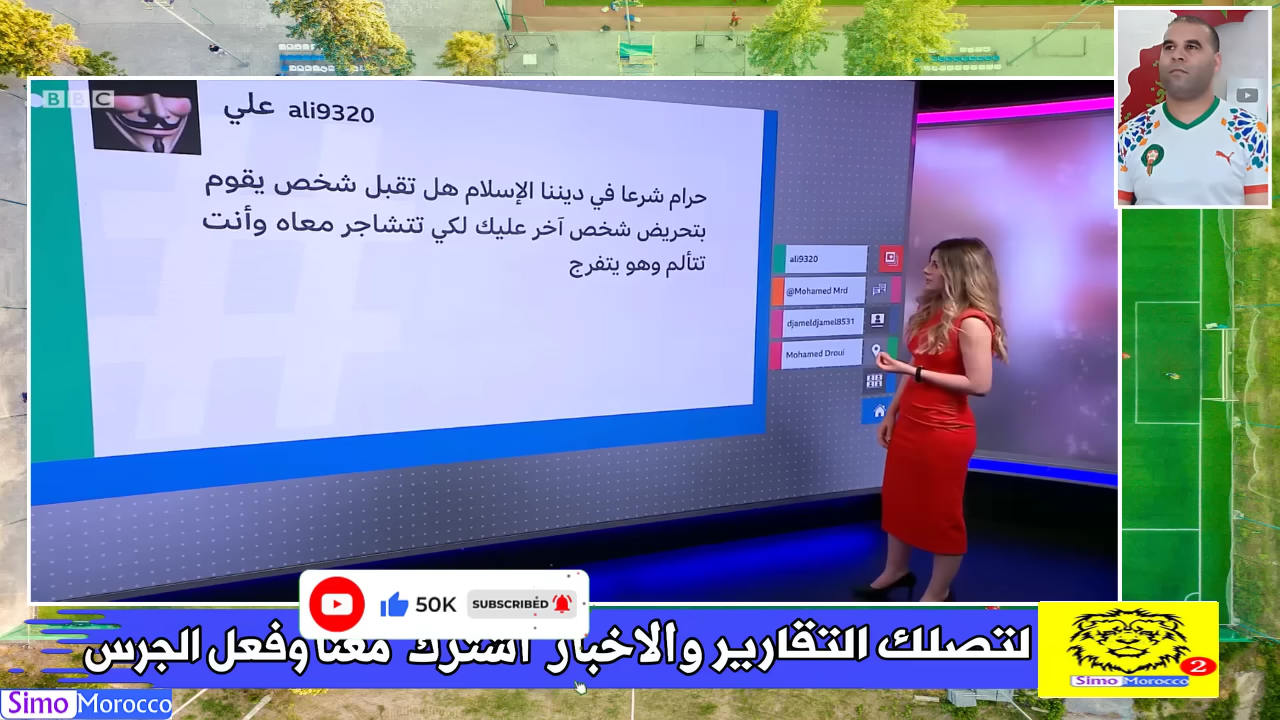 BBC
علي ali9320
حرام شرعا في ديننا الإسلام هل تقبل شخص يقوم
بتحريض شخص آخر عليك لكي تتشاجر معاه وأنت
تتألم وهو يتفرج
ali9320
@Mohamed Mrd
djameldjamel8531
Mohamed Droui
50K
SUBSCRIBED
لتصلك التقارير والاخبار اشترك معنا وفعل الجرس
2
Simo Morocco
Simo Morocco